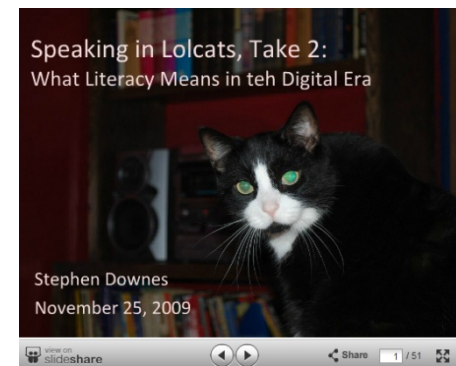 Speaking in Lolcats, Take 2:
What Literacy Means in teh Digital Era
Stephen Downes
November 25, 2009
view on
slideshare
Share
1 / 51